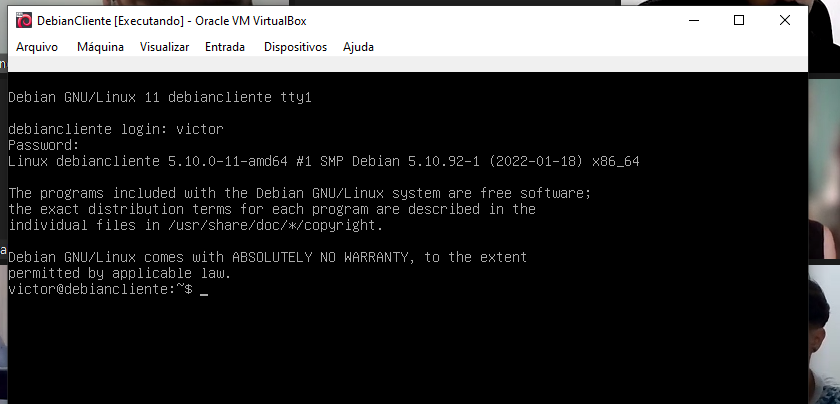 DebianCliente [Executando] - Oracle VM VirtualBox
Arquivo Máquina Visualizar Entrada Dispositivos Ajuda
Debian GNU/Linux 11 debiancliente tty1
debiancliente login: victor
Password:
Linux debiancliente 5.10.0-11-amd64 #1 SMP Debian 5.10.92-1 (2022-01-18) x86_64
The programs included with the Debian GNU/Linux system are free software;
the exact distribution terms for each program are described in the
individual files in /usr/share/doc/*/copyright.
Debian GNU/Linux comes with ABSOLUTELY NO WARRANTY, to the extent
permitted by applicable law.
victor@debiancliente:~$ _